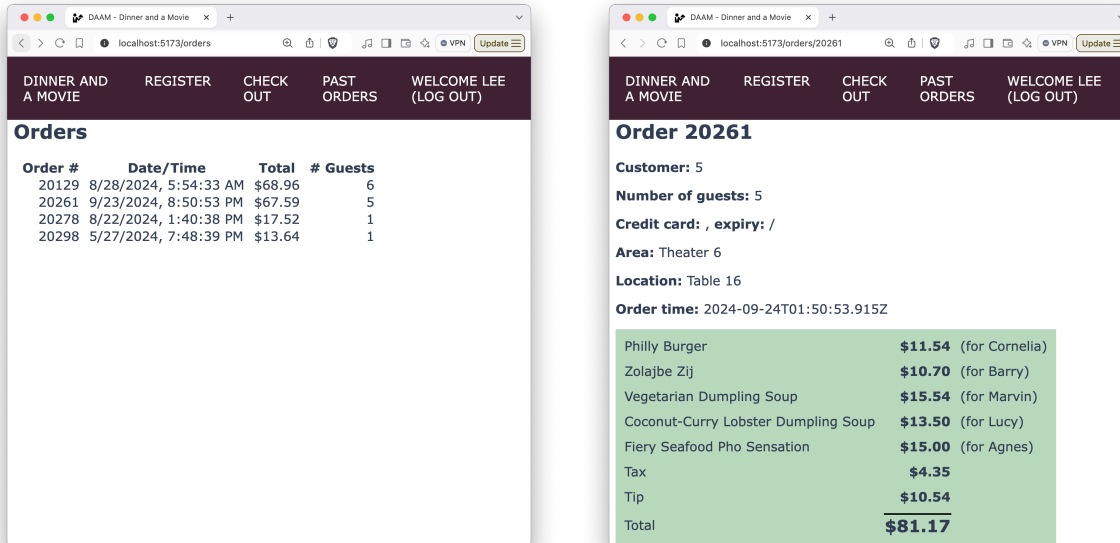 DAAM - Dinner and a Movie
localhost:5173/orders
VPN
Update
DINNER AND A MOVIE
REGISTER
CHECK OUT
PAST ORDERS
WELCOME LEE (LOG OUT)
Orders
Order # Date/Time Total # Guests
20129 8/28/2024, 5:54:33 AM $68.96 6
20261 9/23/2024, 8:50:53 PM $67.59 5
20278 8/22/2024, 1:40:38 PM $17.52 1
20298 5/27/2024, 7:48:39 PM $13.64 1
DAAM - Dinner and a Movie
localhost:5173/orders/20261
VPN
Update
DINNER AND A MOVIE
REGISTER
CHECK OUT
PAST ORDERS
WELCOME LEE (LOG OUT)
Order 20261
Customer: 5
Number of guests: 5
Credit card: , expiry: /
Area: Theater 6
Location: Table 16
Order time: 2024-09-24T01:50:53.915Z
Philly Burger $11.54 (for Cornelia)
Zolajbe Zij $10.70 (for Barry)
Vegetarian Dumpling Soup $15.54 (for Marvin)
Coconut-Curry Lobster Dumpling Soup $13.50 (for Lucy)
Fiery Seafood Pho Sensation $15.00 (for Agnes)
Tax $4.35
Tip $10.54
Total $81.17